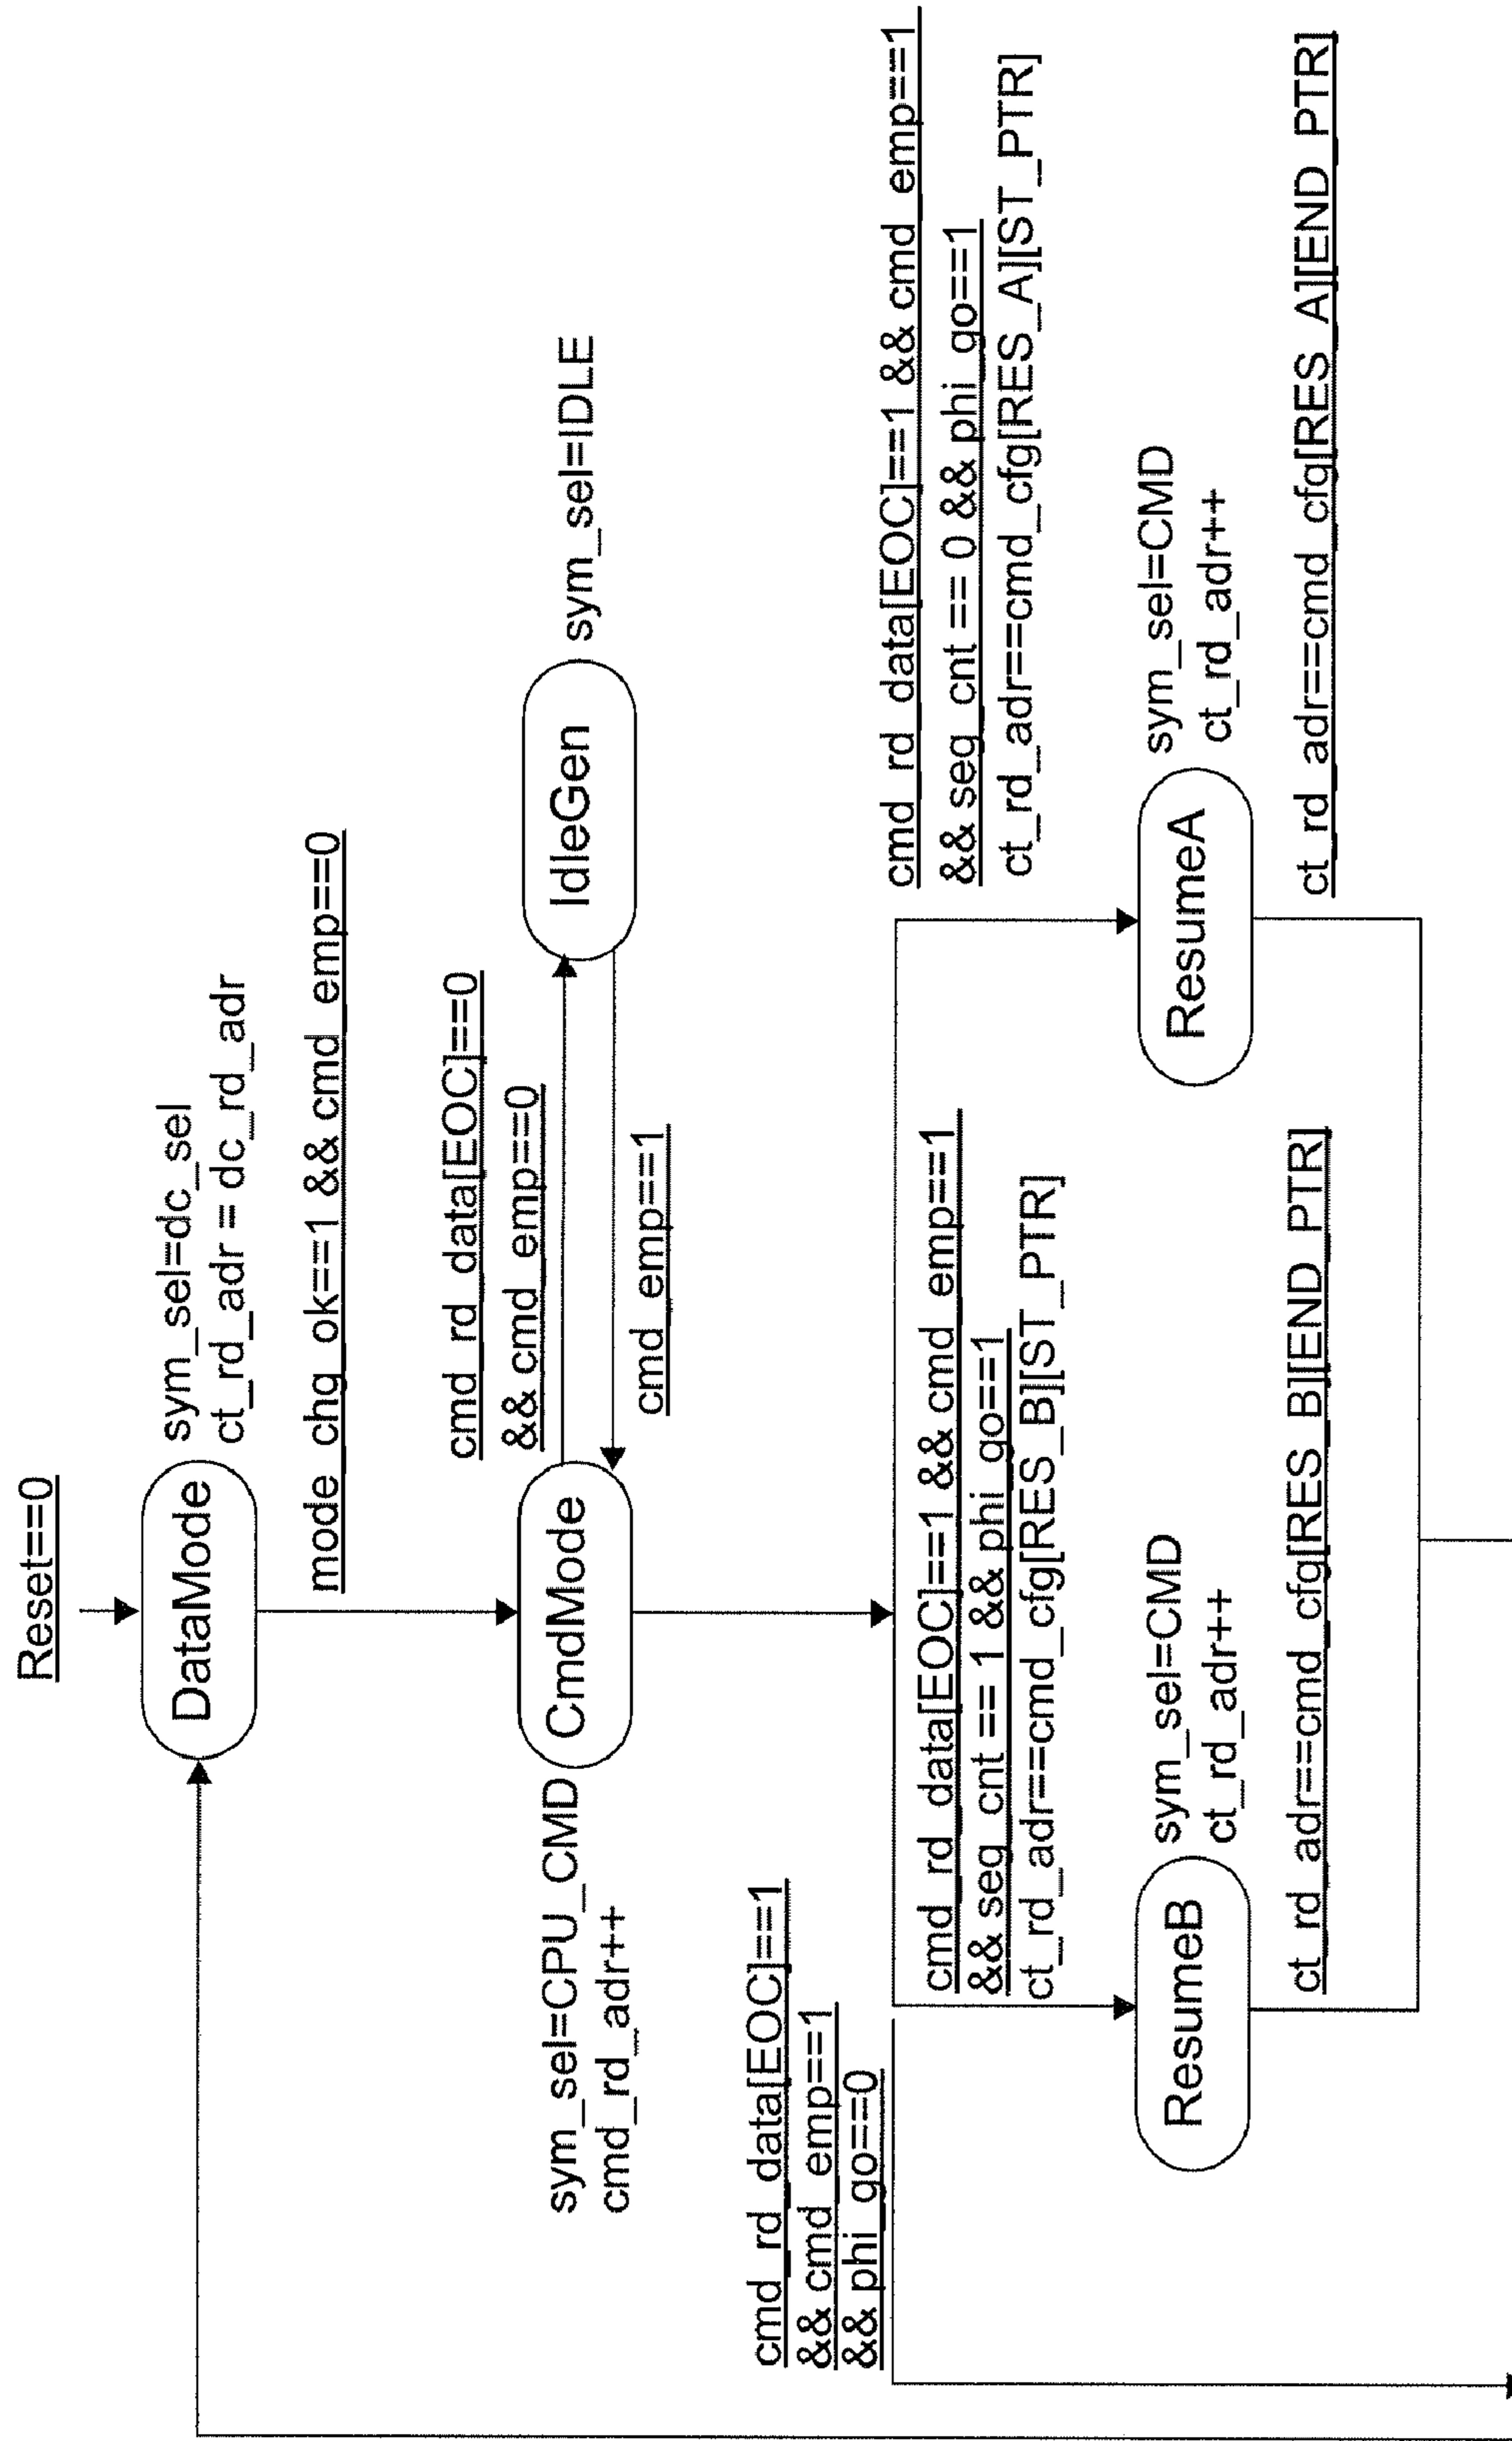 Reset==0
DataMode
sym_sel=dc_sel
ct_rd_adr = dc_rd_adr
mode_chg_ok==1 && cmd_emp==0
sym_sel=CPU_CMD
cmd_rd_adr++
CmdMode
cmd_rd_data[EOC]==0
&& cmd_emp==0
cmd_emp==1
IdleGen
sym_sel=IDLE
cmd_rd_data[EOC]==1
&& cmd_emp==1
&& phi_go==0
cmd_rd_data[EOC]==1 && cmd_emp==1
&& seq_cnt == 1 && phi_go==1
ct_rd_adr==cmd_cfg[RES_B][ST_PTR]
cmd_rd_data[EOC]==1 && cmd_emp==1
&& seq_cnt == 0 && phi_go==1
ct_rd_adr==cmd_cfg[RES_A][ST_PTR]
ResumeB
sym_sel=CMD
ct_rd_adr++
ResumeA
sym_sel=CMD
ct_rd_adr++
ct_rd_adr==cmd_cfg[RES_B][END_PTR]
ct_rd_adr==cmd_cfg[RES_A][END_PTR]